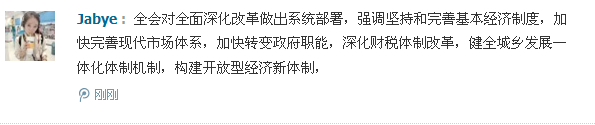 Jabye：全会对全面深化改革做出系统部署，强调坚持和完善基本经济制度，加
快完善现代市场体系，加快转变政府职能，深化财税体制改革，健全城乡发展一
体化体制机制，构建开放型经济新体制，
刚刚